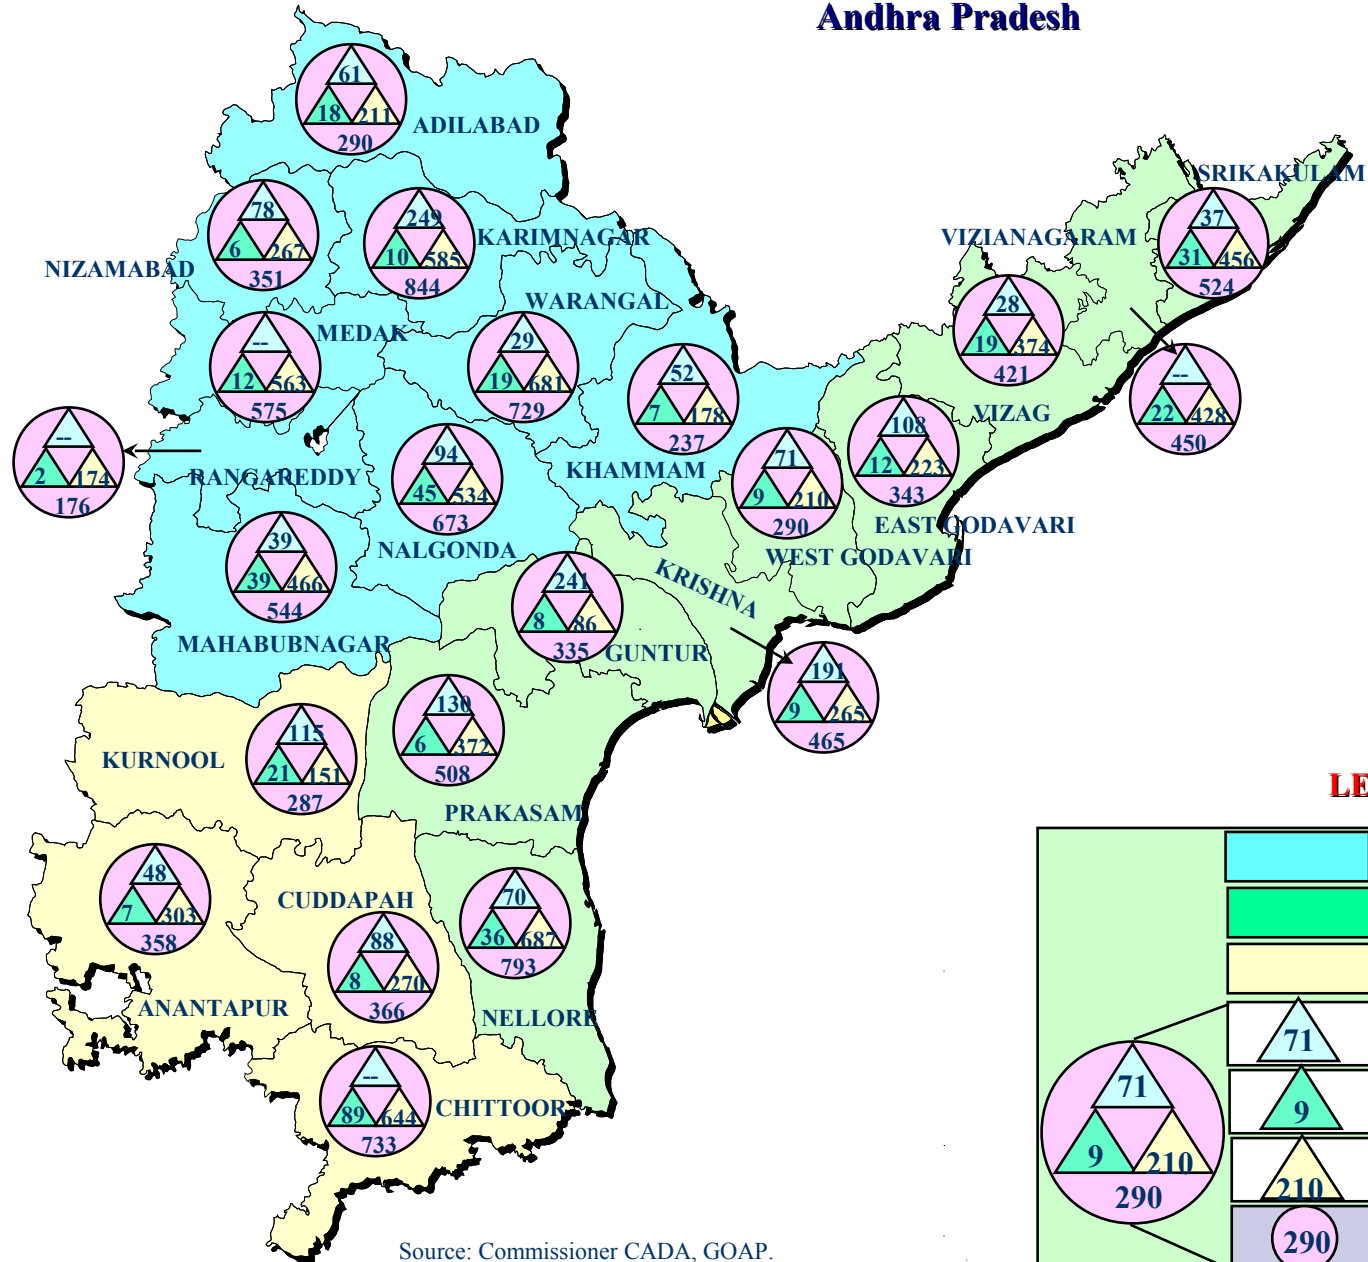 Andhra Pradesh
61
18 211
290
ADILABAD
78
6 267
351
NIZAMABAD
249
10 585
844
KARIMNAGAR
SRIKAKULAM
37
31 456
524
VIZIANAGARAM
28
19 374
421
WARANGAL
29
19 681
729
MEDAK
--
12 563
575
52
7 178
237
KHAMMAM
--
22 428
450
VIZAG
108
12 223
343
EAST GODAVARI
--
2 174
176
RANGAREDDY
94
45 534
673
NALGONDA
71
9 210
290
WEST GODAVARI
39
39 466
544
MAHABUBNAGAR
241
8 86
335
GUNTUR
KRISHNA
191
9 265
465
KURNOOL
115
21 151
287
130
6 372
508
PRAKASAM
48
7 303
358
ANANTAPUR
CUDDAPAH
88
8 270
366
70
36 687
793
NELLORE
--
89 644
733
CHITTOOR
LE
71
9 210
290
71
9
210
290
Source: Commissioner CADA, GOAP.